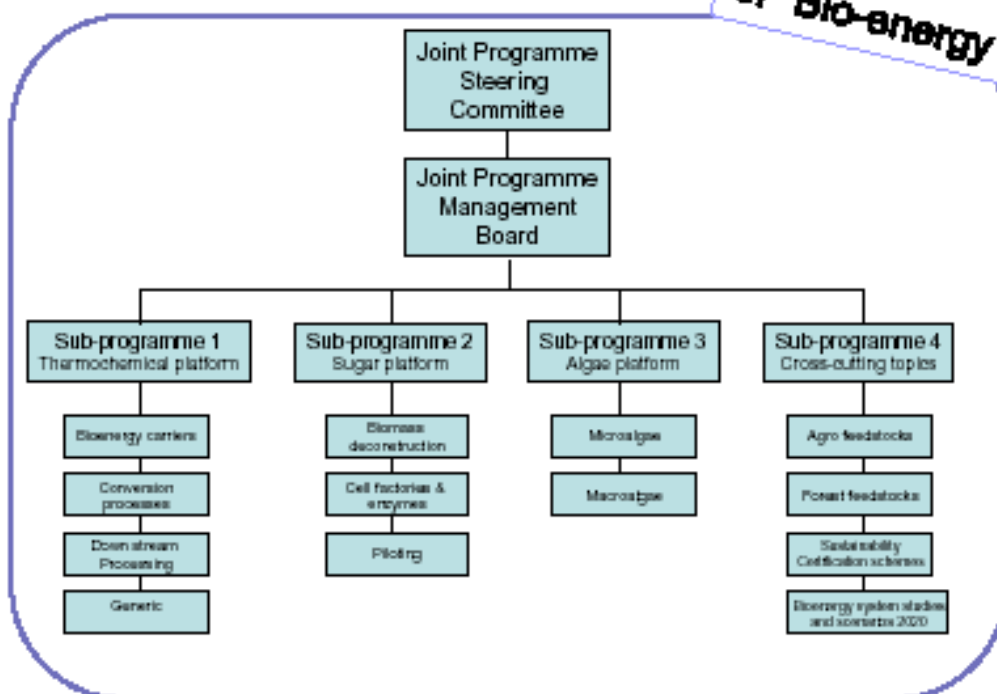 or Bio-energy
Joint Programme
Steering
Committee
Joint Programme
Management
Board
Sub-programme 1
Thermochemical platform
Bioenergy carriers
Conversion
processes
Down stream
Processing
Generic
Sub-programme 2
Sugar platform
Biomass
deconstruction
Cell factories &
enzymes
Piloting
Sub-programme 3
Algae platform
Microalgae
Macroalgae
Sub-programme 4
Cross-cutting topics
Agro feedstocks
Forest feedstocks
Sustainability
Certification schemes
Bioenergy system studies
and scenarios 2020